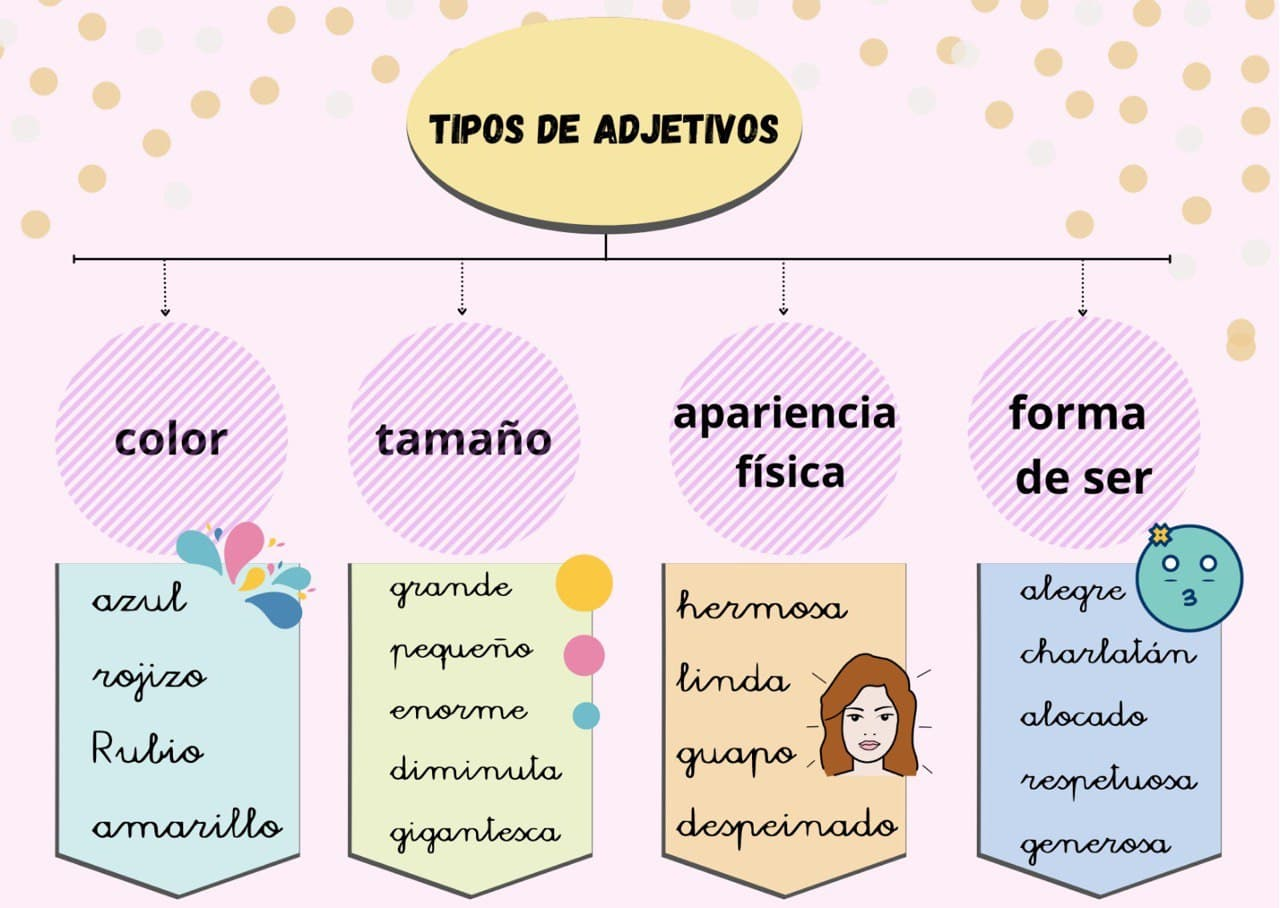 TIPOS DE ADJETIVOS
color
azul
rojizo
Rubio
amarillo
tamaño
grande
pequeño
enorme
diminuta
gigantesca
apariencia
física
hermosa
linda
guapo
despeinado
forma
de ser
alegre
charlatán
alocado
respetuosa
generosa